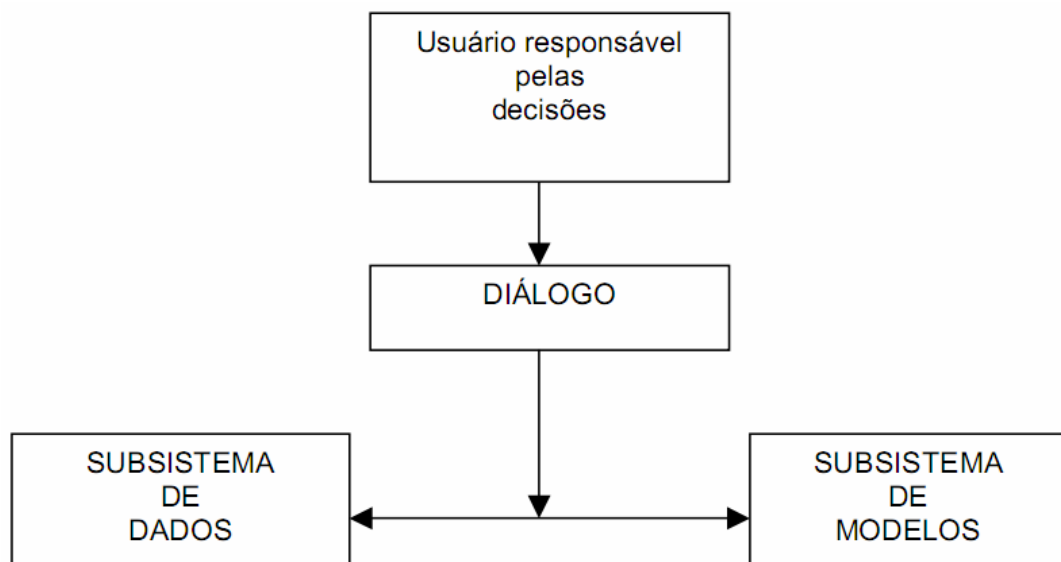 Usuário responsável
pelas
decisões
DIÁLOGO
SUBSISTEMA
DE
DADOS
SUBSISTEMA
DE
MODELOS